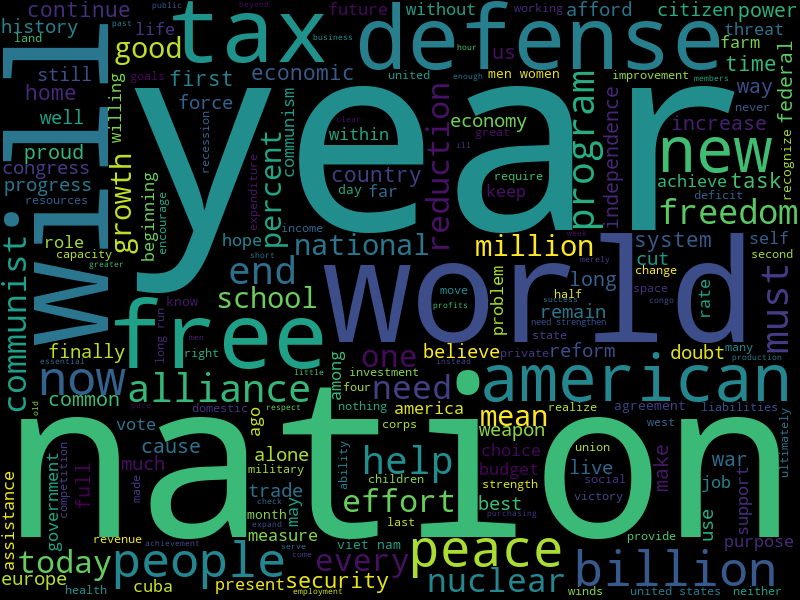 continue
public
tax
defense
future
without
working
afford
citizen
power
history
past
life
good
beyond
business
threat
land
hour
us
farm
still
first
economic
united
enough
men women
improvement
members
time
federal
home
will
willing
force
year
program
never
way
well
recession
communism
clear
great
ill
economy
within
independence
increase
new
recognize
proud
congress
growth
percent
country
reduction
require
achieve
task
progress
expenditure
day
far
keep
deficit
resources
beginning
encourage
freedom
role
hope
income
national
million
system
self
capacity
short
week
merely
cut
second
greater
end
world
change
communist
school
move
problem
long
half
space
congo
rate
must
know
profits
success
remain
long run
free
need strengthen
state
finally
men
right
among
one
believe
private
reform
doubt
many
production
essential
little
investment
instead
now
alliance
four
need
american
common
nothing
america
mean
realize
agreement
liabilities
old
pace
domestic
respect
ago
vote
corps
weapon
west
nation
cause
alone
help
choice
union
live
war
ultimately
much
military
ability
children
strength
budget
social
make
job
support
competition
full
made
trade
check
effort
best
victory
use
assistance
government
month
may
expand
last
purchasing
revenue
achievement
measure
viet nam
peace
provide
purpose
today
people
serve
come
every
europe
cuba
present
security
nuclear
billion
health
employment
winds
united states
neither